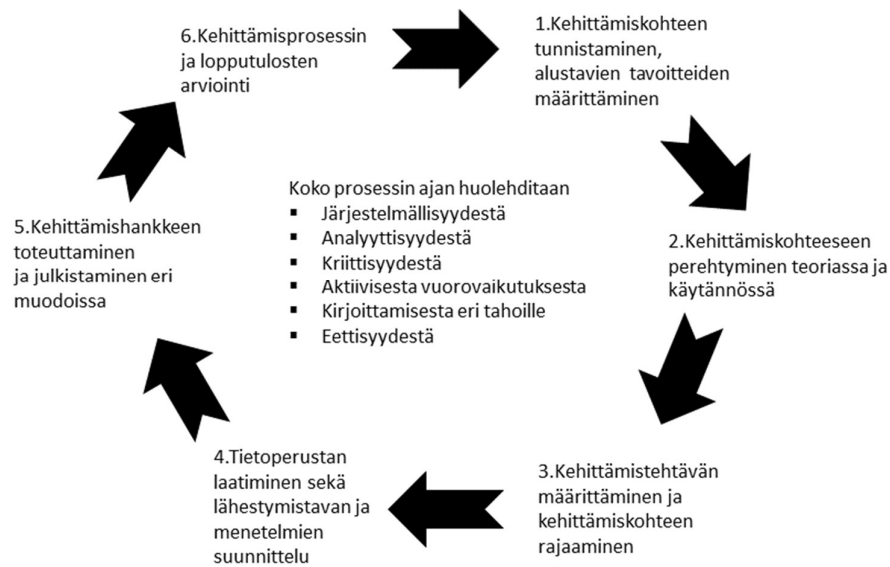 1.Kehittämiskohteen
tunnistaminen,
alustavien tavoitteiden
määrittäminen
2.Kehittämiskohteeseen
perehtyminen teoriassa ja
käytännössä
3.Kehittämistehtävän
määrittäminen ja
kehittämiskohteen
rajaaminen
4.Tietoperustan
laatiminen sekä
lähestymistavan ja
menetelmien
suunnittelu
5.Kehittämishankkeen
toteuttaminen
ja julkistaminen eri
muodoissa
6.Kehittämisprosessin
ja lopputulosten
arviointi
Koko prosessin ajan huolehditaan
▪ Järjestelmällisyydestä
▪ Analyyttisyydestä
▪ Kriittisyydestä
▪ Aktiivisesta vuorovaikutuksesta
▪ Kirjoittamisesta eri tahoille
▪ Eettisyydestä